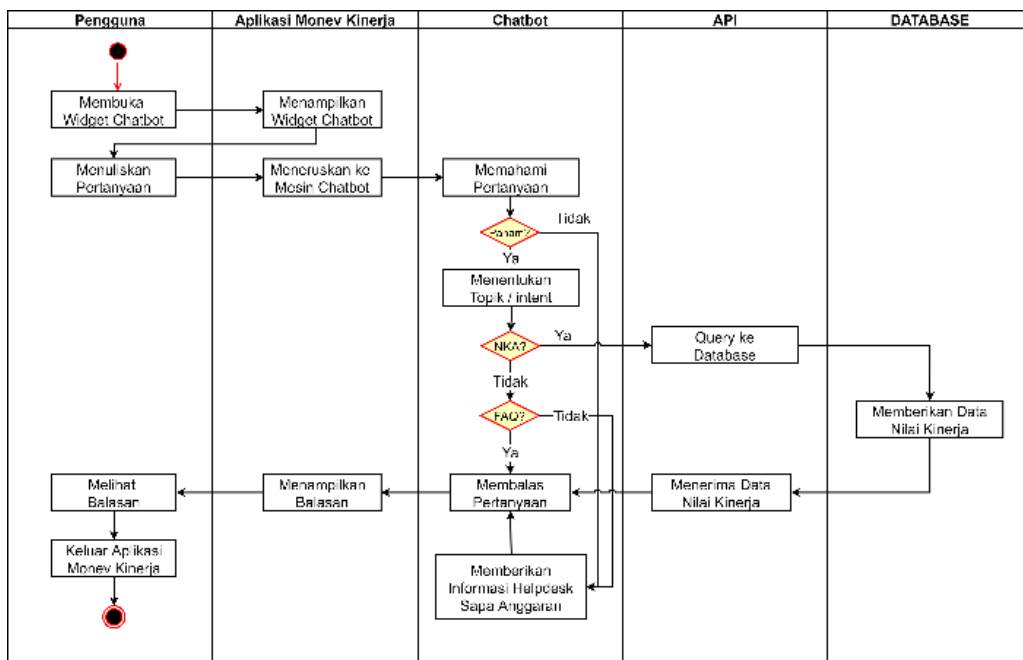 Pengguna
Aplikasi Monev Kinerja
Chatbot
API
DATABASE
Membuka
Widget Chatbot
Menampilkan
Widget Chatbot
Menuliskan
Pertanyaan
Meneruskan ke
Mesin Chatbot
Memahami
Pertanyaan
Paham?
Tidak
Ya
Menentukan
Topik / intent
NKA?
Ya
Query ke
Database
Tidak
FAQ?
Tidak
Memberikan Data
Nilai Kinerja
Ya
Melihat
Balasan
Menampilkan
Balasan
Membalas
Pertanyaan
Menerima Data
Nilai Kinerja
Keluar Aplikasi
Monev Kinerja
Memberikan
Informasi Helpdesk
Sapa Anggaran